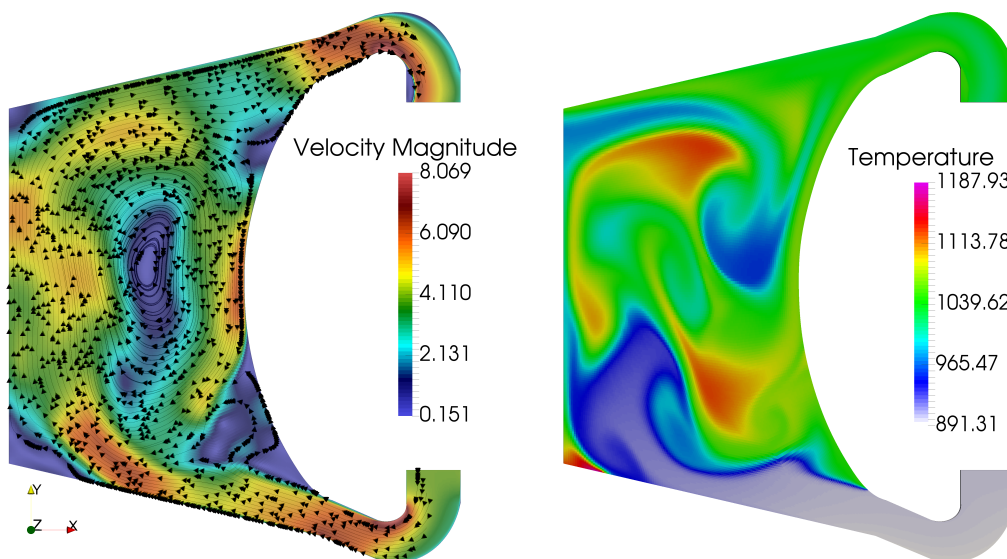 Velocity Magnitude
8.069
6.090
4.110
2.131
0.151
Y
Z X
Temperature
1187.93
1113.78
1039.62
965.47
891.31